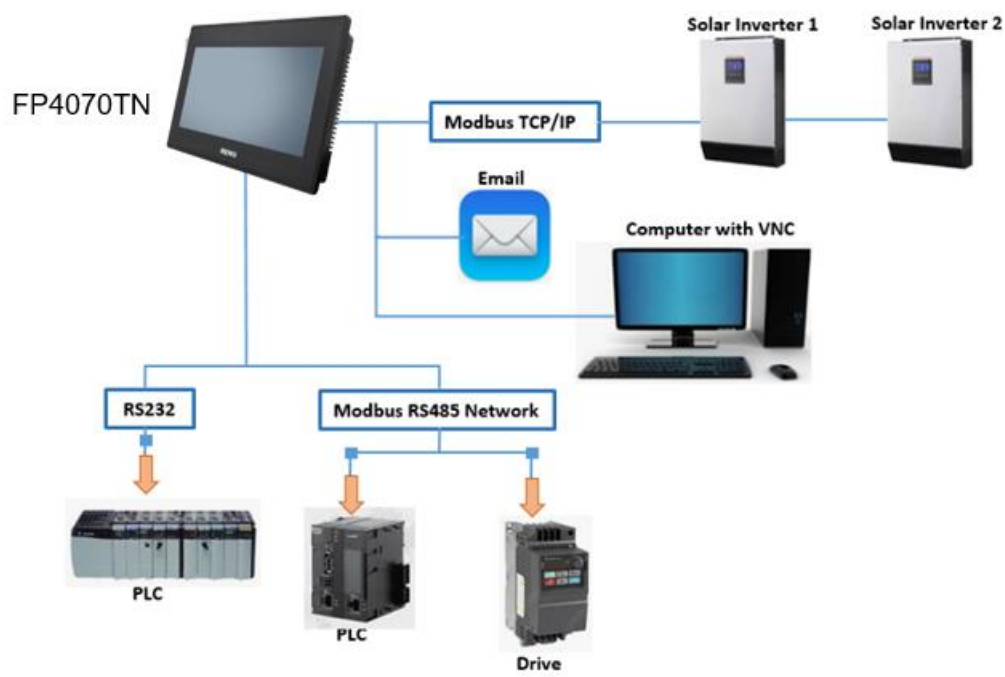 Solar Inverter 1
Solar Inverter 2
FP4070TN
Modbus TCP/IP
Email
Computer with VNC
RS232
Modbus RS485 Network
PLC
PLC
Drive